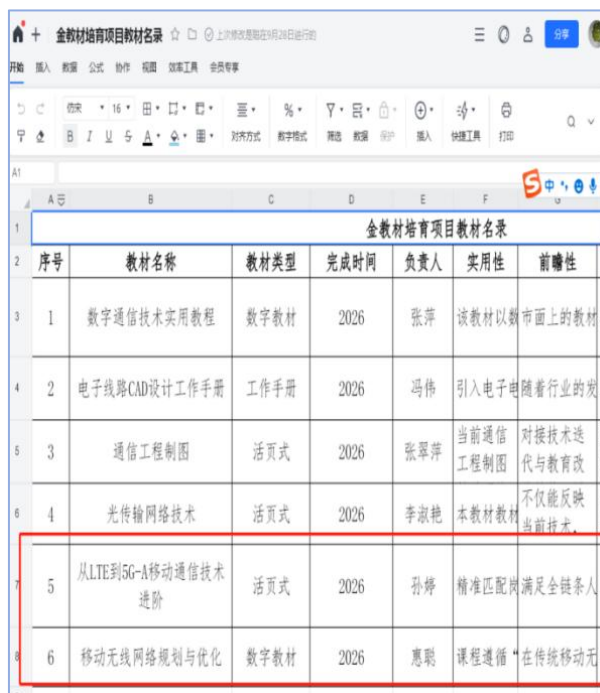 金教材培育项目教材名录
上次修改是陈在9月28日进行的
分享
开始 插入 数据 公式 协作 视图 效率工具 会员专享
仿宋 16 % 插入 快捷工具 打印
B I U S A 对齐方式 数字格式 筛选 数据 保护
A1
中
A B C D E F G
1 金教材培育项目教材名录
2 序号 教材名称 教材类型 完成时间 负责人 实用性 前瞻性
3 1 数字通信技术实用教程 数字教材 2026 张萍 该教材以数 市面上的教材
4 2 电子线路CAD设计工作手册 工作手册 2026 冯伟 引入电子电 随着行业的发
5 3 通信工程制图 活页式 2026 张翠萍 当前通信 对接技术迭
工程制图 代与教育改
6 4 光传输网络技术 活页式 2026 李淑艳 本教材教材 不仅能反映
当前技术,
7 5 从LTE到5G-A移动通信技术
进阶 活页式 2026 孙婷 精准匹配岗 满足全链条人
8 6 移动无线网络规划与优化 数字教材 2026 惠聪 课程遵循“ 在传统移动无